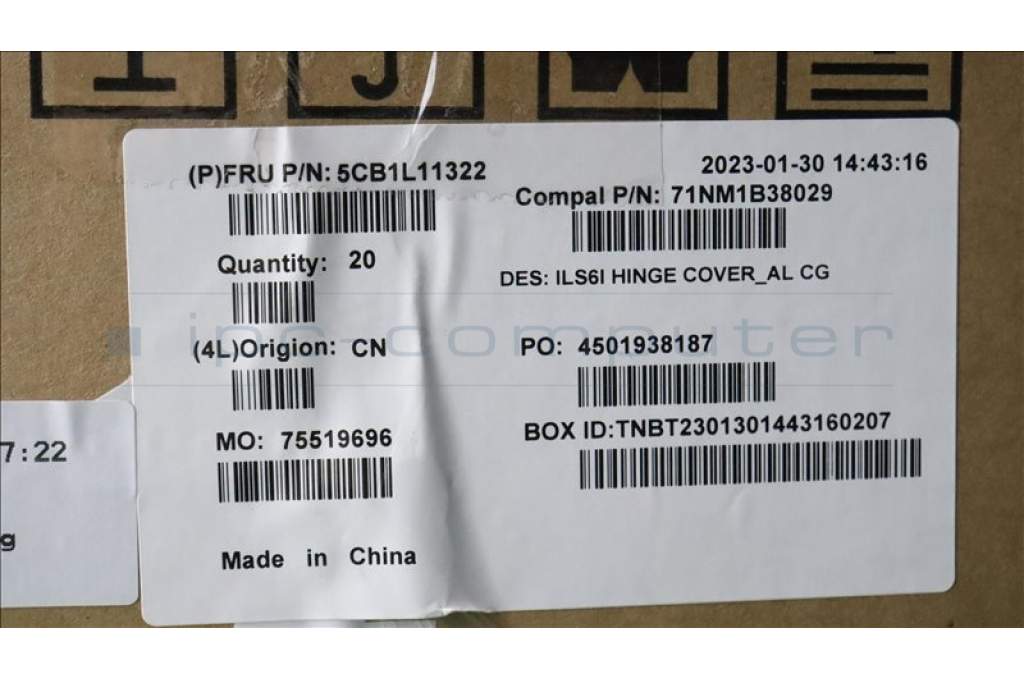 (P)FRU P/N: 5CB1L11322
2023-01-30 14:43:16
Compal P/N: 71NM1B38029
Quantity: 20
DES: ILS6I HINGE COVER_AL CG
ipc-computer
(4L)Origion: CN
PO: 4501938187
MO: 75519696
BOX ID:TNBT2301301443160207
7:22
g
Made in China